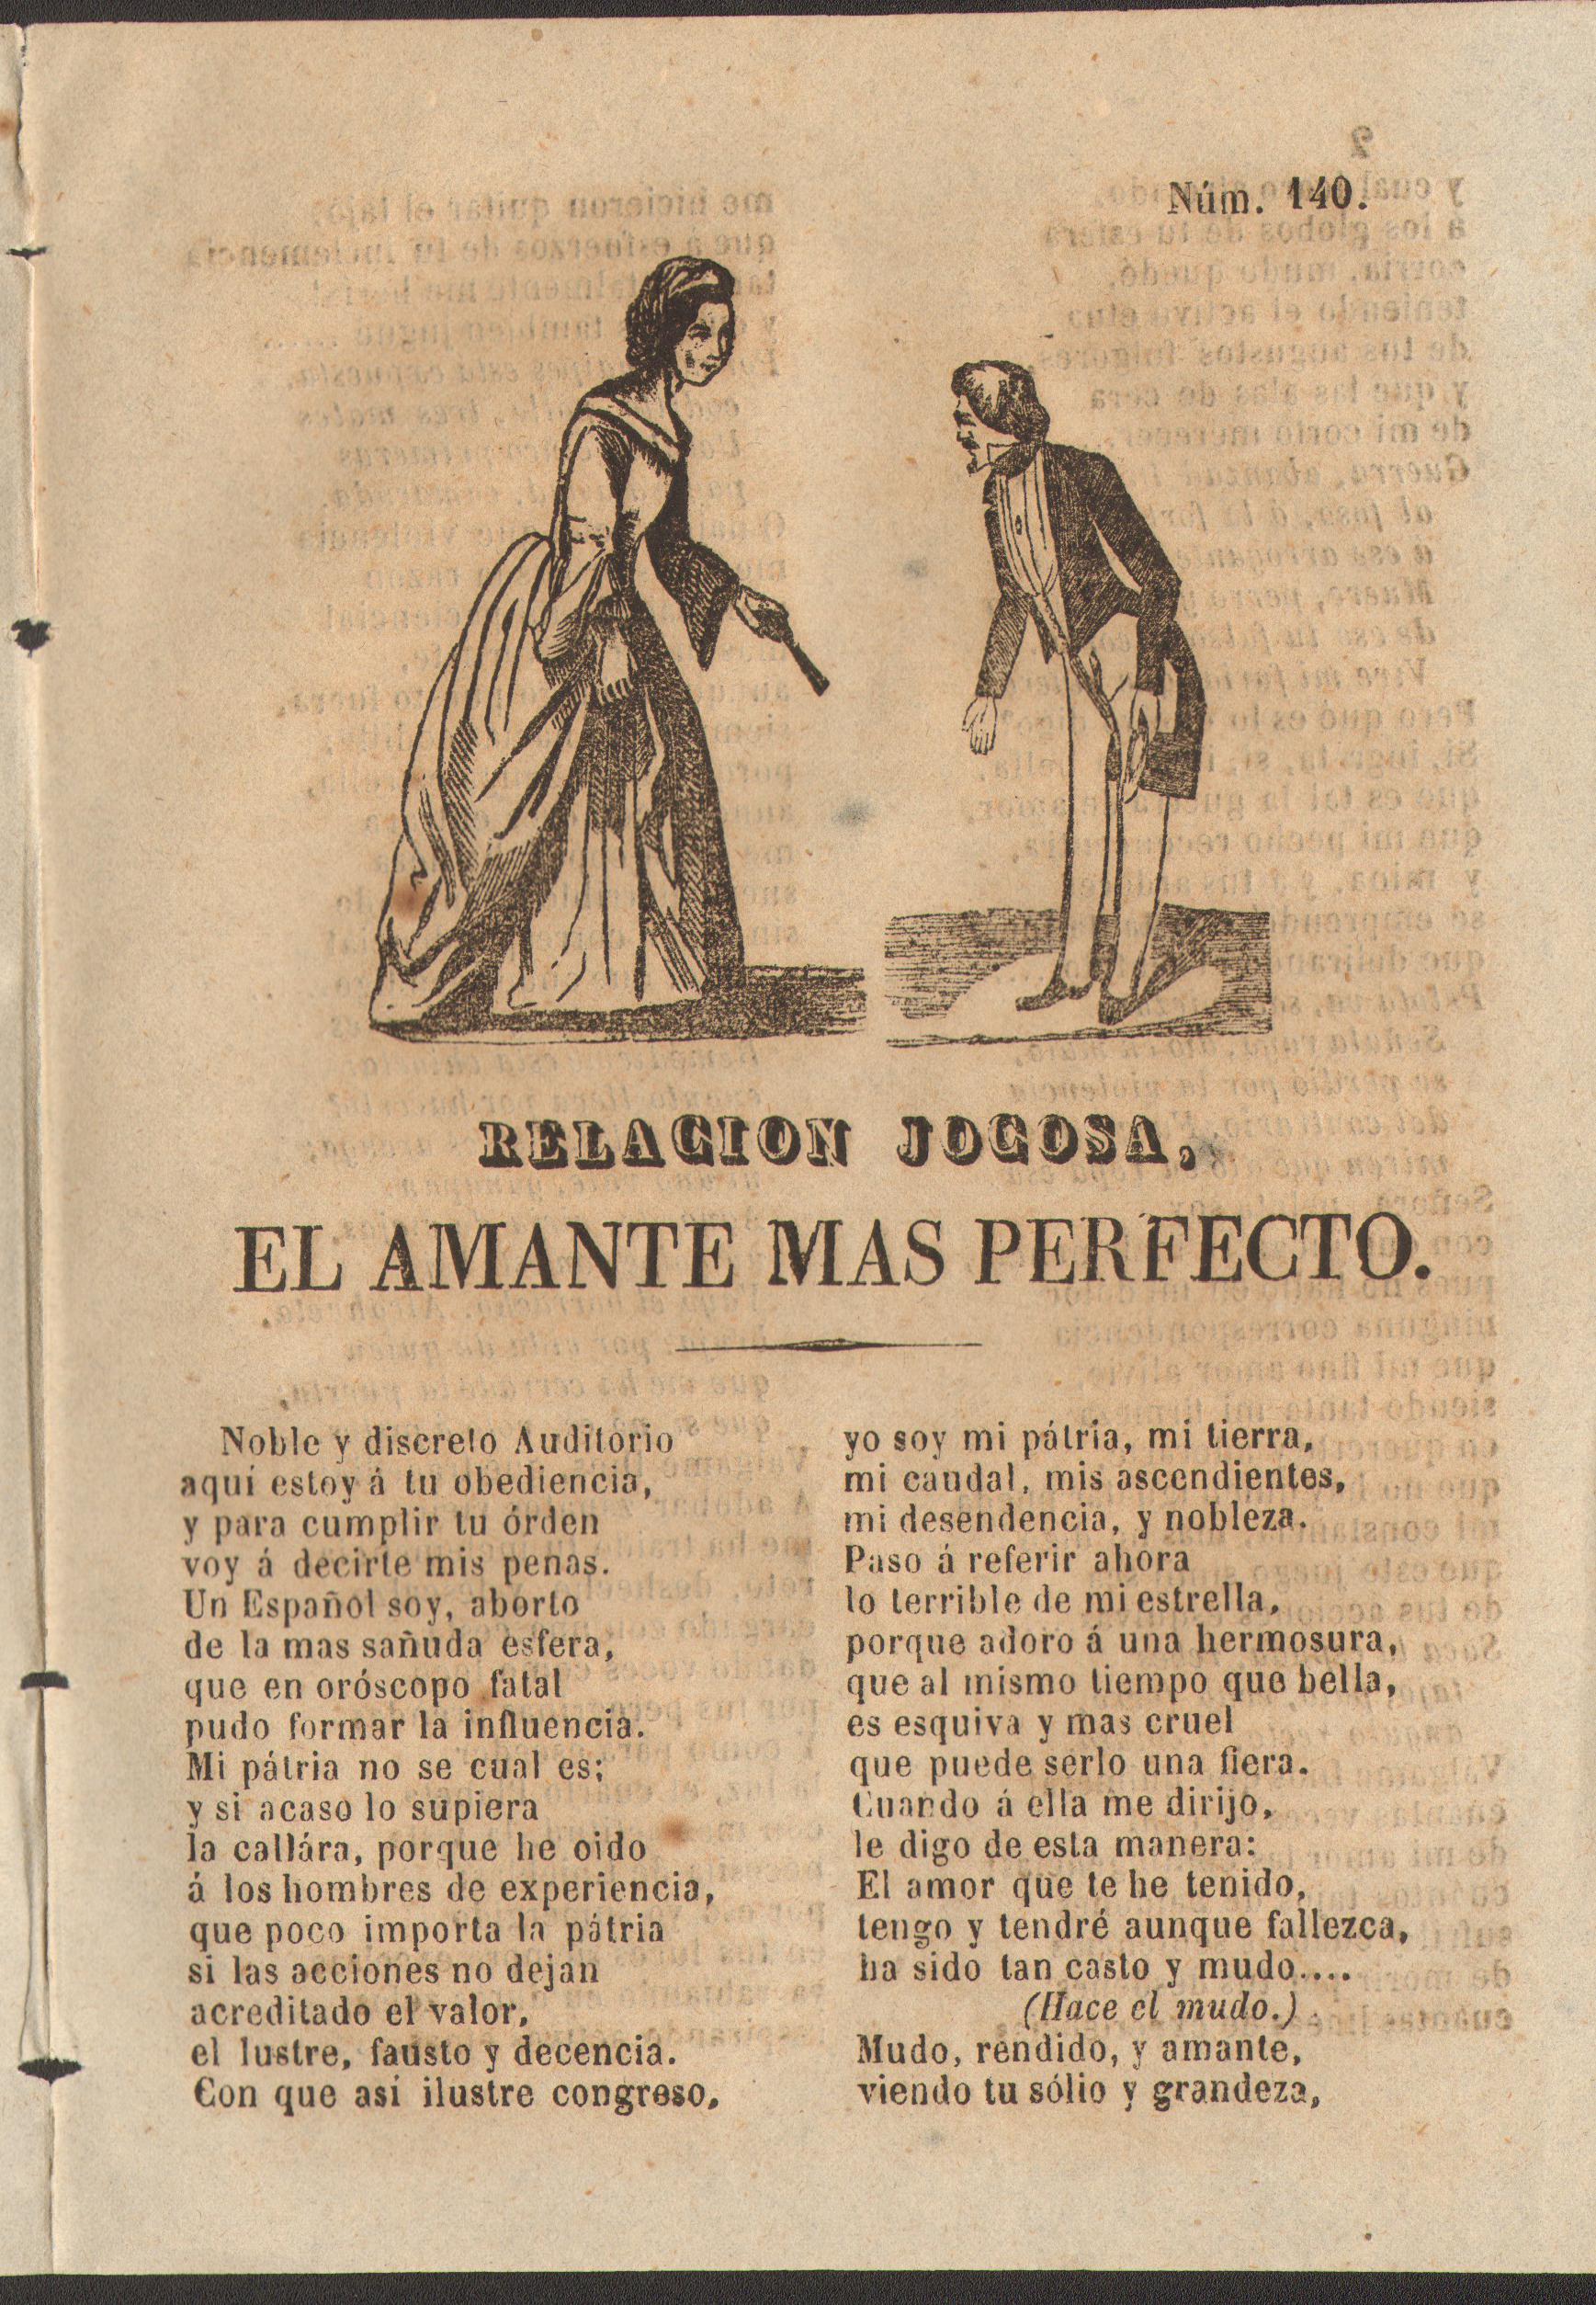 Núm. 140.
RELACION JOCOSA,
EL AMANTE MAS PERFECTO.
Noble y discreto Auditorio
aquí estoy á tu obediencia,
y para cumplir tu órden
voy á decirte mis penas.
Un Español soy, aborto
de la mas sañuda esfera,
que en oróscopo fatal
pudo formar la influencia.
Mi pátria no se cual es;
y si acaso lo supiera
la callára, porque he oido
á los hombres de experiencia,
que poco importa la pátria
si las acciones no dejan
acreditado el valor,
el lustre, fausto y decencia.
Con que así ilustre congreso,
yo soy mi pátria, mi tierra,
mi caudal, mis ascendientes,
mi desendencia, y nobleza.
Paso á referir ahora
lo terrible de mi estrella,
porque adoro á una hermosura,
que al mismo tiempo que bella,
es esquiva y mas cruel
que puede serlo una fiera.
Cuando á ella me dirijo,
le digo de esta manera:
El amor que te he tenido,
tengo y tendré aunque fallezca,
ha sido tan casto y mudo....
(Hace el mudo.)
Mudo, rendido, y amante,
viendo tu sólio y grandeza,